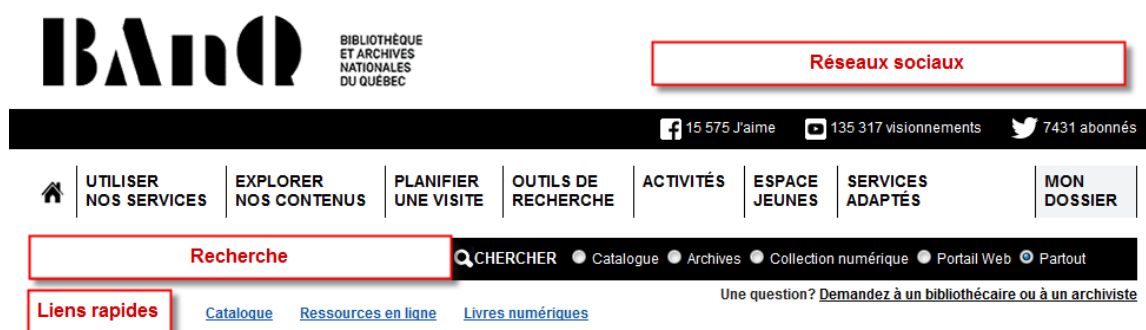 BAnQ
BIBLIOTHÈQUE
ET ARCHIVES
NATIONALES
DU QUÉBEC
Réseaux sociaux
15 575 J'aime 135 317 visionnements 7431 abonnés
UTILISER
NOS SERVICES
EXPLORER
NOS CONTENUS
PLANIFIER
UNE VISITE
OUTILS DE
RECHERCHE
ACTIVITÉS
ESPACE
JEUNES
SERVICES
ADAPTÉS
MON
DOSSIER
Recherche
CHERCHER Catalogue Archives Collection numérique Portail Web Partout
Une question? Demandez à un bibliothécaire ou à un archiviste
Liens rapides
Catalogue Ressources en ligne Livres numériques